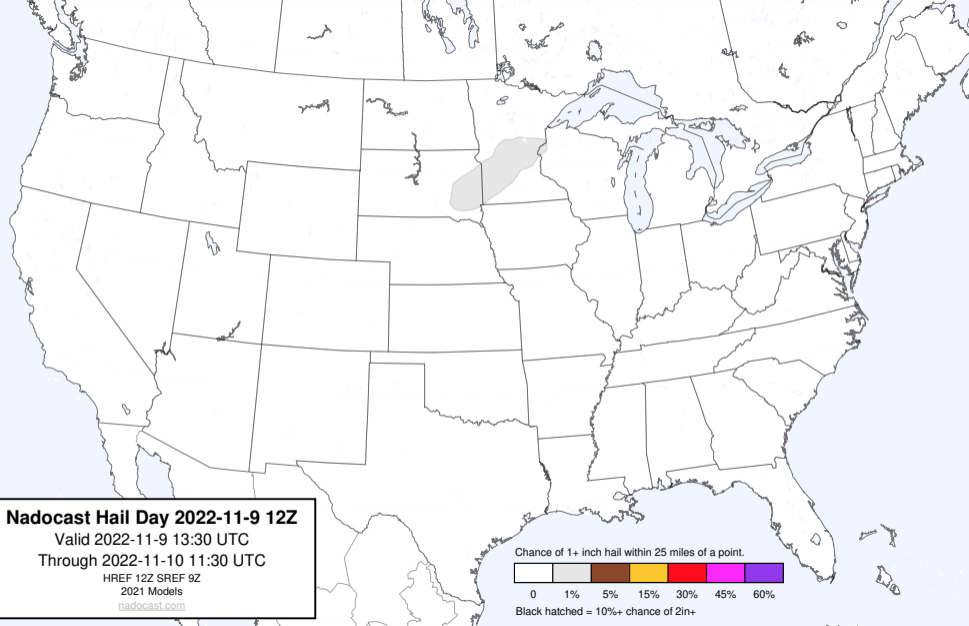 Nadocast Hail Day 2022-11-9 12Z
Valid 2022-11-9 13:30 UTC
Through 2022-11-10 11:30 UTC
HREF 12Z SREF 9Z
2021 Models
nadocast.com
Chance of 1+ inch hail within 25 miles of a point.
0 1% 5% 15% 30% 45% 60%
Black hatched = 10%+ chance of 2in+